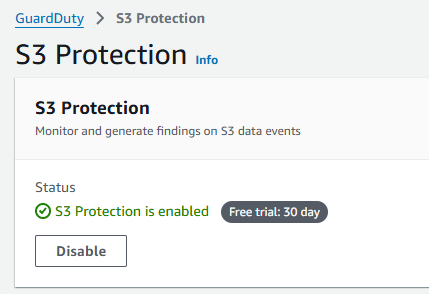 GuardDuty > S3 Protection
S3 Protection Info
S3 Protection
Monitor and generate findings on S3 data events
Status
S3 Protection is enabled Free trial: 30 day
Disable